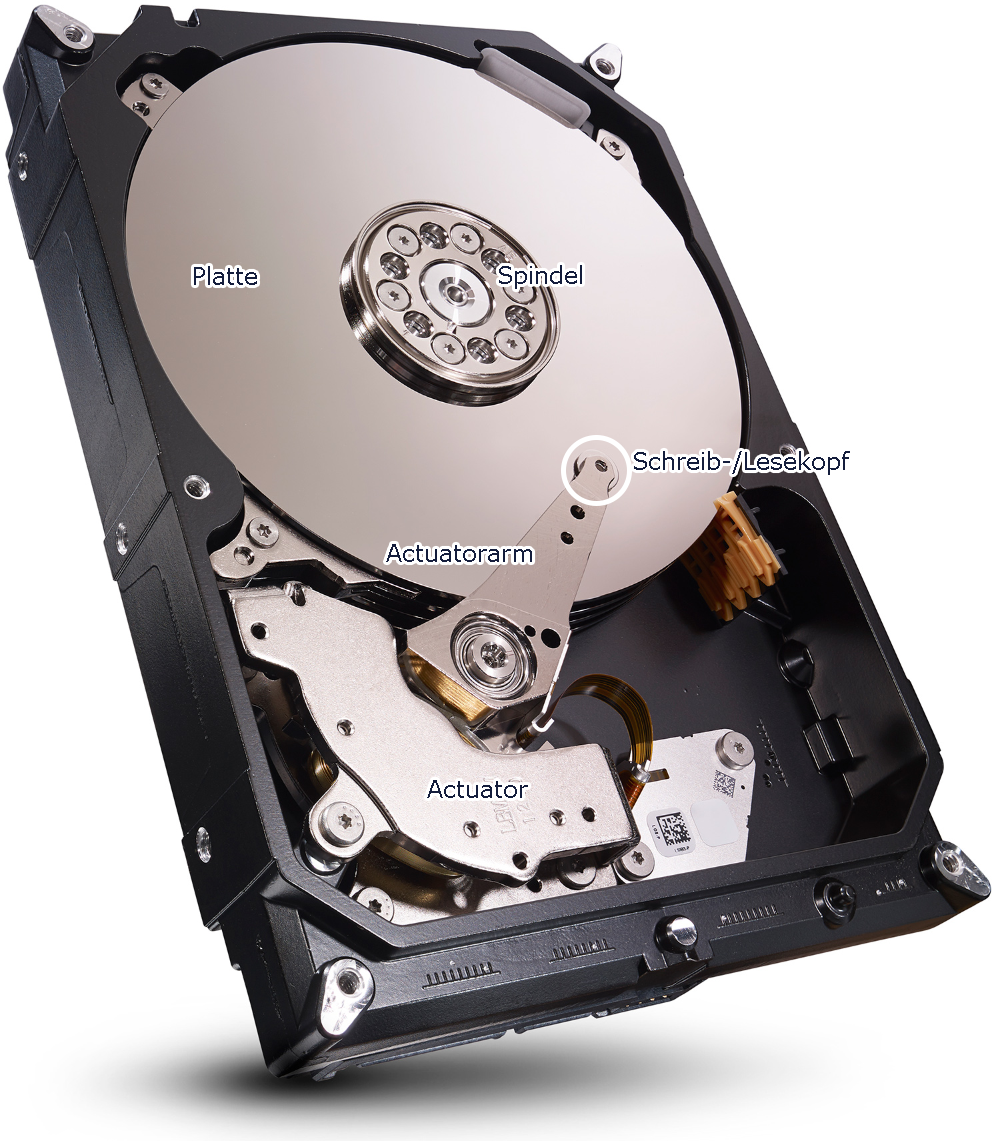 Platte
Spindel
Schreib-/Lesekopf
Actuatorarm
Actuator